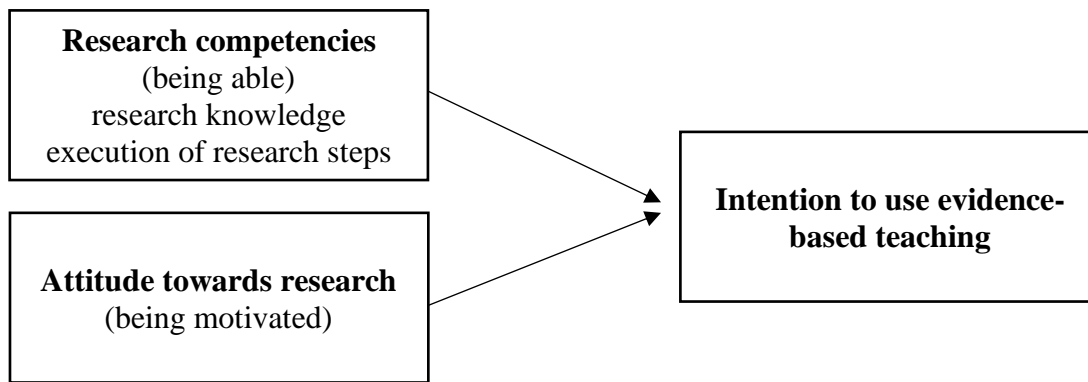 Research competencies
(being able)
research knowledge
execution of research steps
Attitude towards research
(being motivated)
Intention to use evidence-
based teaching